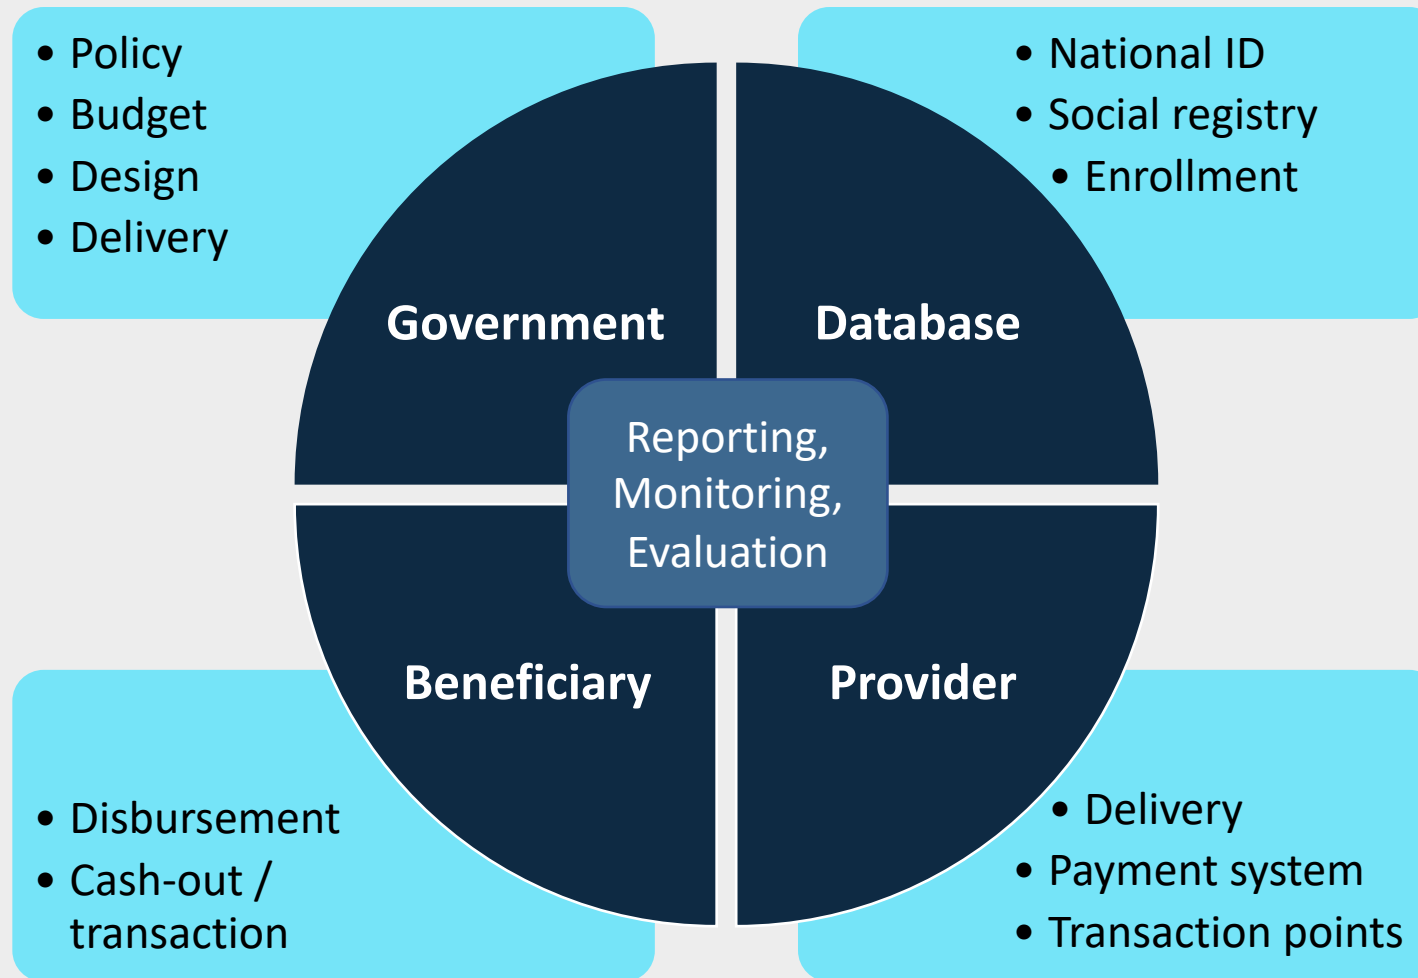 • Policy
• Budget
• Design
• Delivery
• National ID
• Social registry
• Enrollment
Government
Database
Reporting,
Monitoring,
Evaluation
Beneficiary
Provider
• Disbursement
• Cash-out /
transaction
• Delivery
• Payment system
• Transaction points